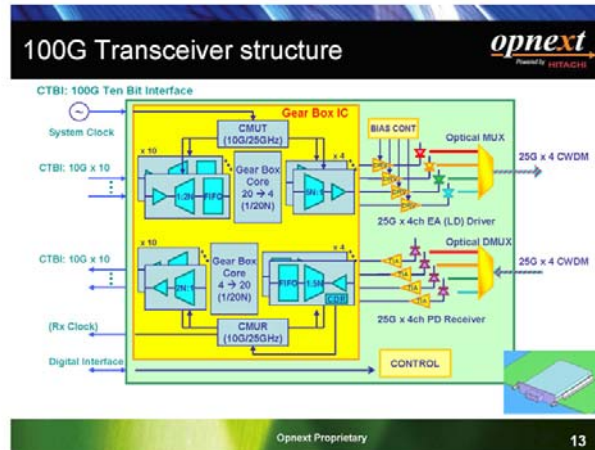 100G Transceiver structure
opnext
Powered by HITACHI
CTBI: 100G Ten Bit Interface
Gear Box IC
System Clock
CMUT
(10G/25GHz)
BIAS CONT
Optical MUX
x 10
x 4
CTBI: 10G x 10
1:2N
FIFO
Gear Box
Core
20 → 4
(1/20N)
5N:1
25G x 4 CWDM
25G x 4ch EA (LD) Driver
x 10
x 4
Optical DMUX
CTBI: 10G x 10
2N:1
Gear Box
Core
4 → 20
(1/20N)
FIFO
1:5N
CDR
TIA
TIA
TIA
TIA
25G x 4 CWDM
25G x 4ch PD Receiver
(Rx Clock)
CMUR
(10G/25GHz)
Digital Interface
CONTROL
Opnext Proprietary
13